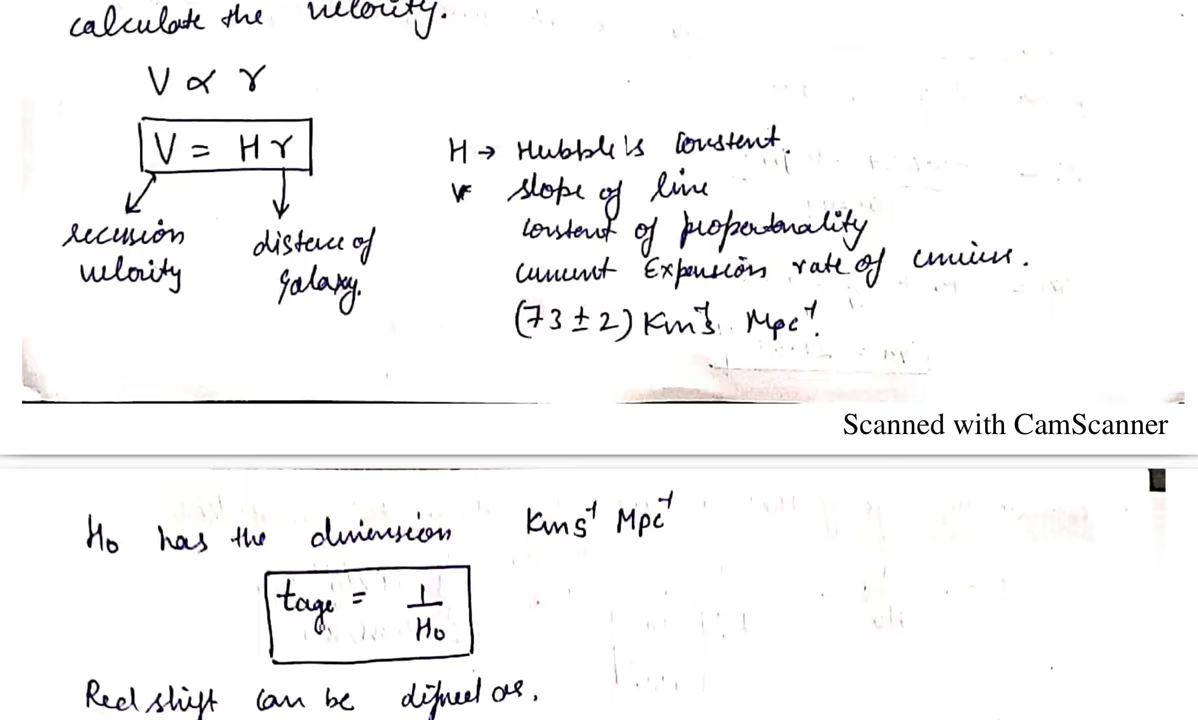 calculate the velocity.
V ∝ r
V = Hr
H → Hubble's constant.
slope of line
constant of proportionality
current Expansion rate of universe.
(73 ± 2) Kms⁻¹ Mpc⁻¹.
recession
velocity
distance of
galaxy.
Scanned with CamScanner
H₀ has the dimension Kms⁻¹ Mpc⁻¹
tage = 1/H₀
Red shift can be defined as,